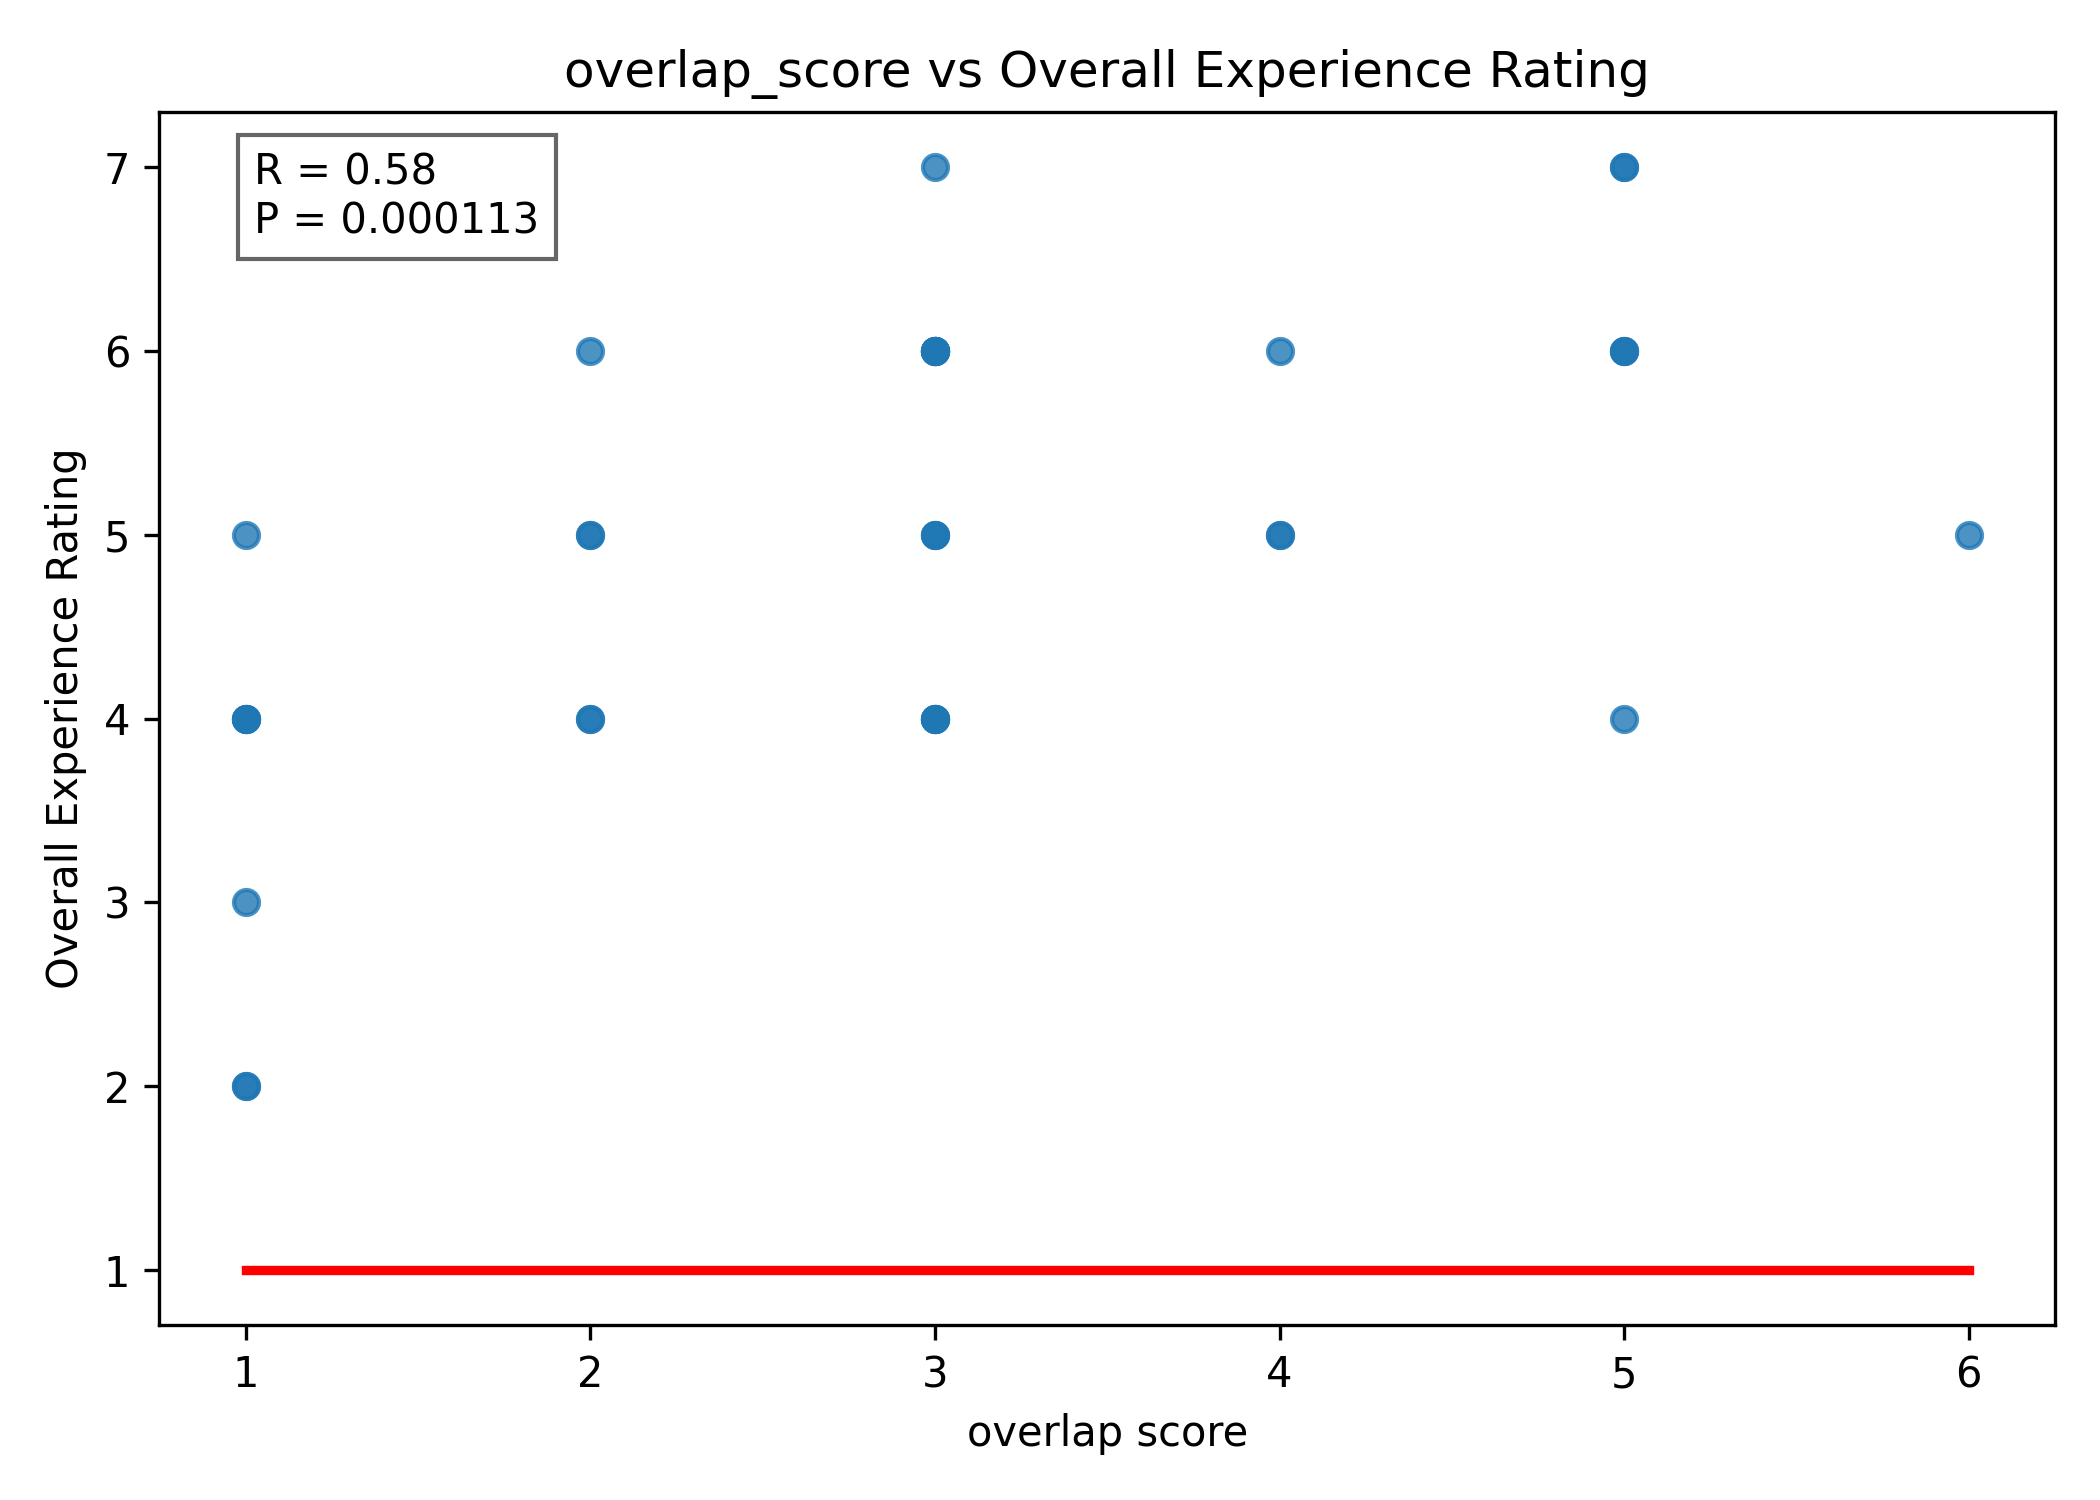 overlap_score vs Overall Experience Rating
R = 0.58
P = 0.000113
7
6
5
4
3
2
1
Overall Experience Rating
1 2 3 4 5 6
overlap score